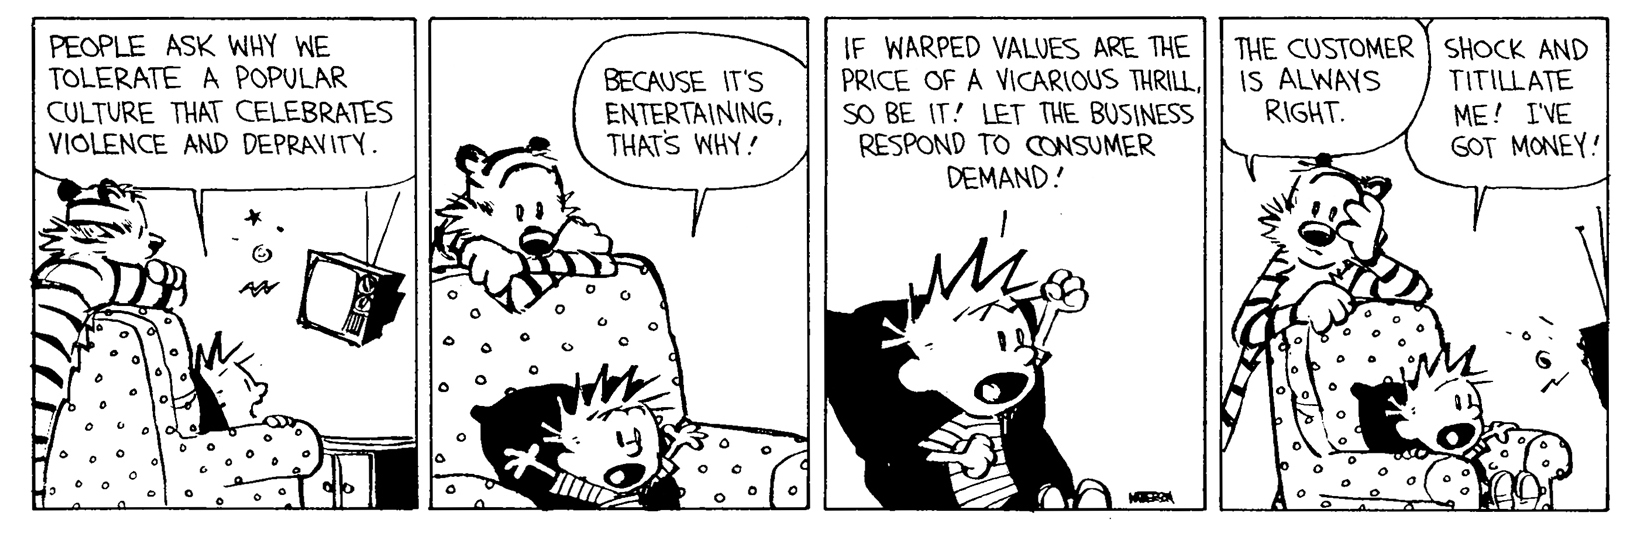 PEOPLE ASK WHY WE
TOLERATE A POPULAR
CULTURE THAT CELEBRATES
VIOLENCE AND DEPRAVITY.
BECAUSE IT'S
ENTERTAINING,
THAT'S WHY!
IF WARPED VALUES ARE THE
PRICE OF A VICARIOUS THRILL,
SO BE IT! LET THE BUSINESS
RESPOND TO CONSUMER
DEMAND!
WATTERSON
THE CUSTOMER
IS ALWAYS
RIGHT.
SHOCK AND
TITILLATE
ME! I'VE
GOT MONEY!